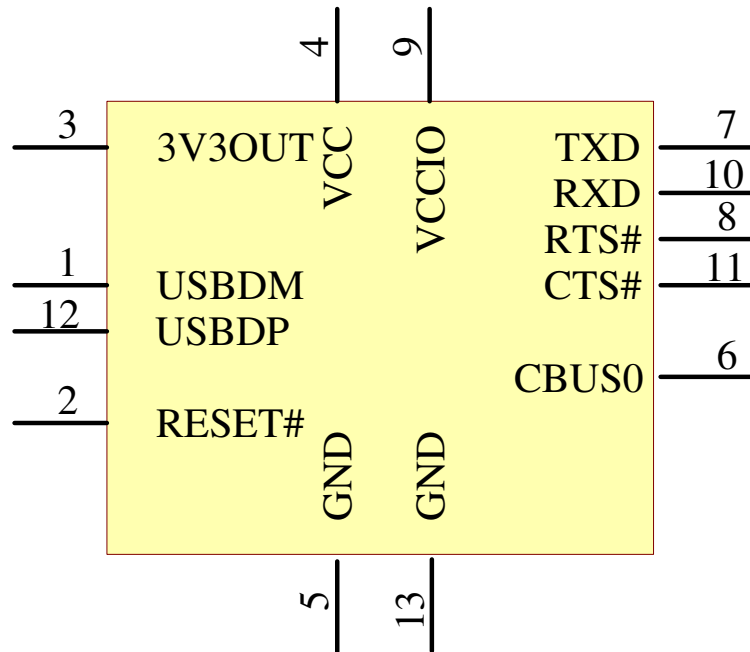 4
9
3
3V3OUT
VCC
VCCIO
TXD
7
RXD
10
RTS#
8
1
USBDM
CTS#
11
12
USBDP
CBUS0
6
2
RESET#
GND
GND
5
13